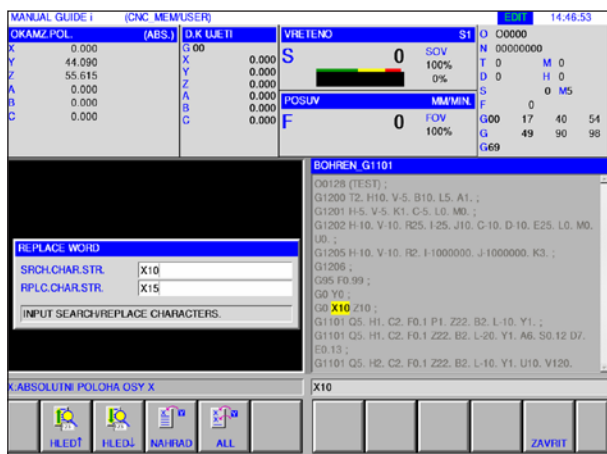 MANUAL GUIDE i (CNC_MEM/USER) EDIT 14:46.53
OKAMZ.POL. (ABS.) D.K UJETI VRETENO S1 O O0000
X 0.000 G 00 N 00000000
Y 44.090 X 0.000 S 0 SOV 100% T 0 M 0
Z 55.615 Y 0.000 0% D 0 H 0
A 0.000 Z 0.000 S 0 M5
B 0.000 A 0.000 POSUV MM/MIN. F 0
C 0.000 B 0.000 F 0 FOV 100% G00 17 40 54
C 0.000 G 49 90 98
G69
BOHREN_G1101
O0128 (TEST) ;
G1200 T2. H10. V-5. B10. L5. A1. ;
G1201 H-5. V-5. K1. C-5. L0. M0. ;
G1202 H-10. V-10. R25. I-25. J10. C-10. D-10. E25. L0. M0.
U0. ;
G1205 H-10. V-10. R2. I-1000000. J-1000000. K3. ;
G1206 ;
G95 F0.99 ;
G0 Y0 ;
G0 X10 Z10 ;
G1101 Q5. H1. C2. F0.1 P1. Z22. B2. L-10. Y1. ;
G1101 Q5. H2. C2. F0.1 Z22. B2. L-20. Y1. A6. S0.12 D7.
E0.13 ;
G1101 Q5. H2. C2. F0.1 Z22. B2. L-10. Y1. U10. V120.
REPLACE WORD
SRCH.CHAR.STR. X10
RPLC.CHAR.STR. X15
INPUT SEARCH/REPLACE CHARACTERS.
X:ABSOLUTNI POLOHA OSY X X10
HLED↑ HLED↓ NAHRAD ALL ZAVRIT